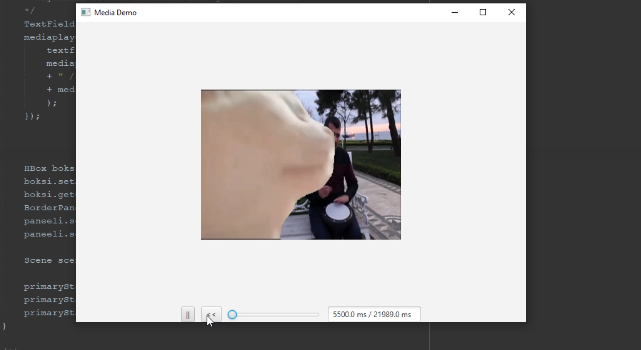 */
Media Demo
TextField
mediaplay
textf
mediap
+ " /
+ med
);
});
HBox boks
boksi.set
boksi.get
BorderPan
paneeli.s
paneeli.s
Scene sce
primarySt
primarySt
primarySt
}
||
<<
5500.0 ms / 21989.0 ms